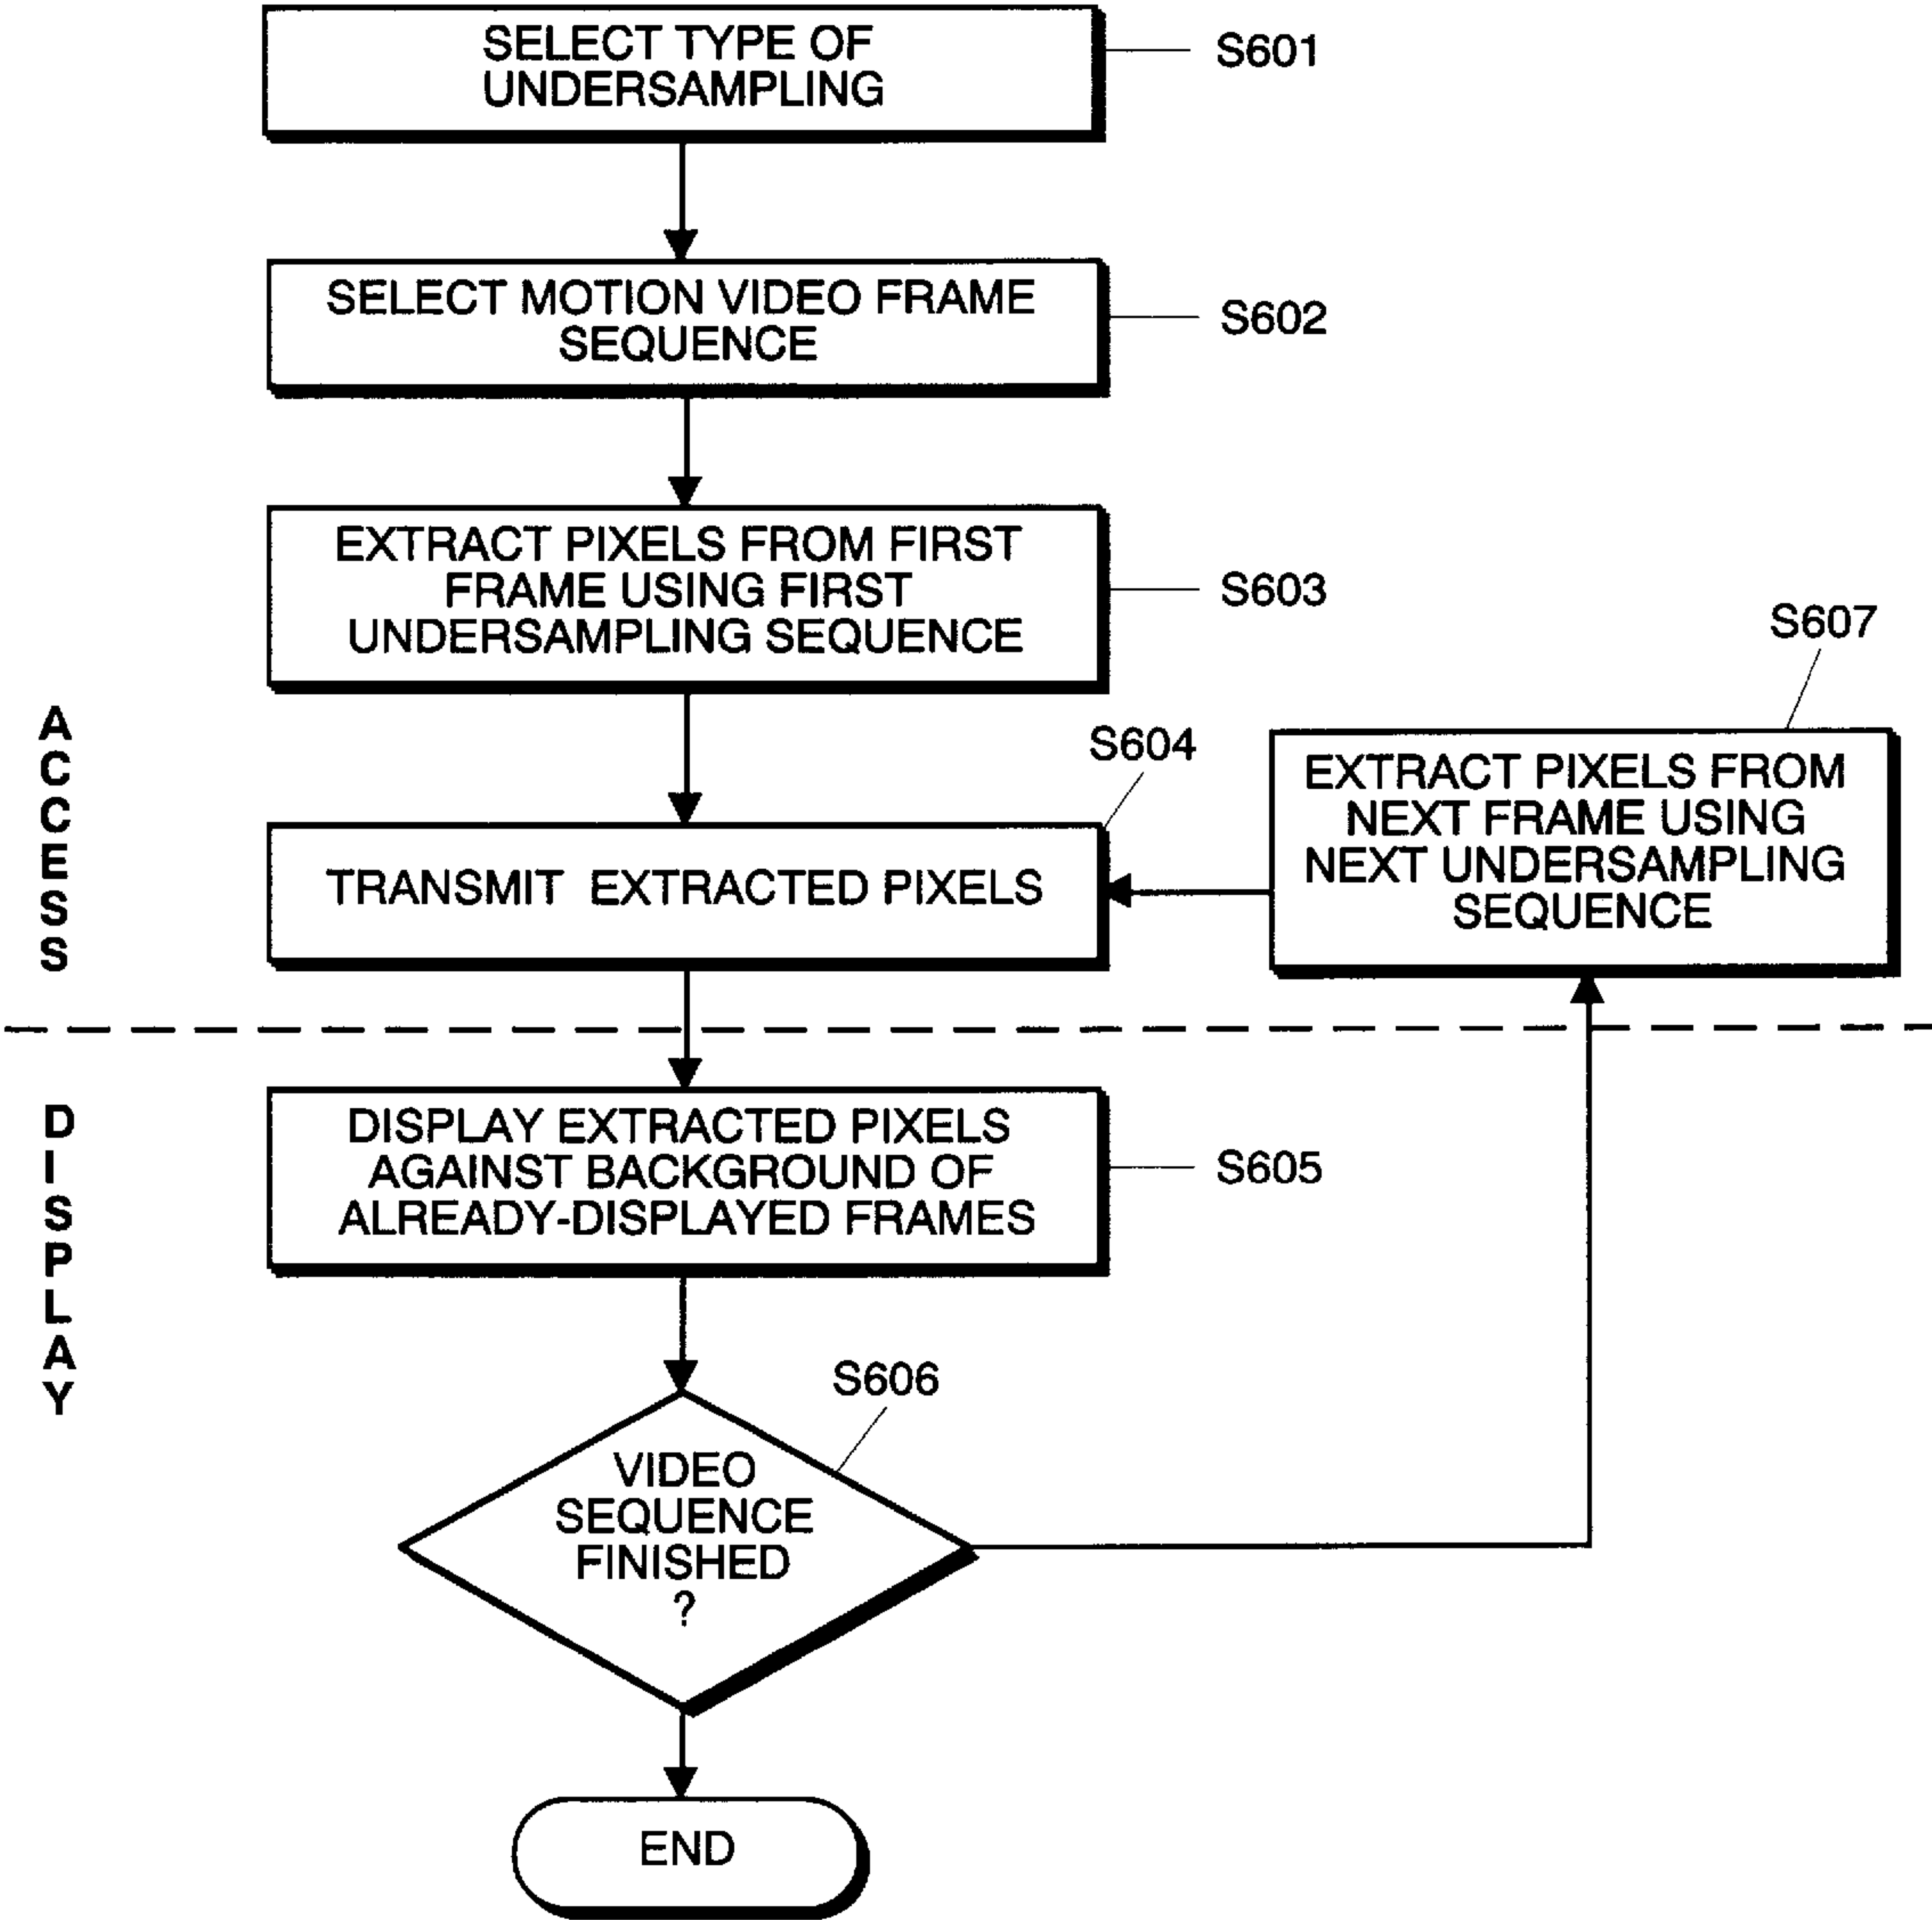 SELECT TYPE OF
UNDERSAMPLING
S601
SELECT MOTION VIDEO FRAME
SEQUENCE
S602
EXTRACT PIXELS FROM FIRST
FRAME USING FIRST
UNDERSAMPLING SEQUENCE
S603
S607
ACCESS
S604
TRANSMIT EXTRACTED PIXELS
EXTRACT PIXELS FROM
NEXT FRAME USING
NEXT UNDERSAMPLING
SEQUENCE
DISPLAY
DISPLAY EXTRACTED PIXELS
AGAINST BACKGROUND OF
ALREADY-DISPLAYED FRAMES
S605
S606
VIDEO
SEQUENCE
FINISHED
?
END